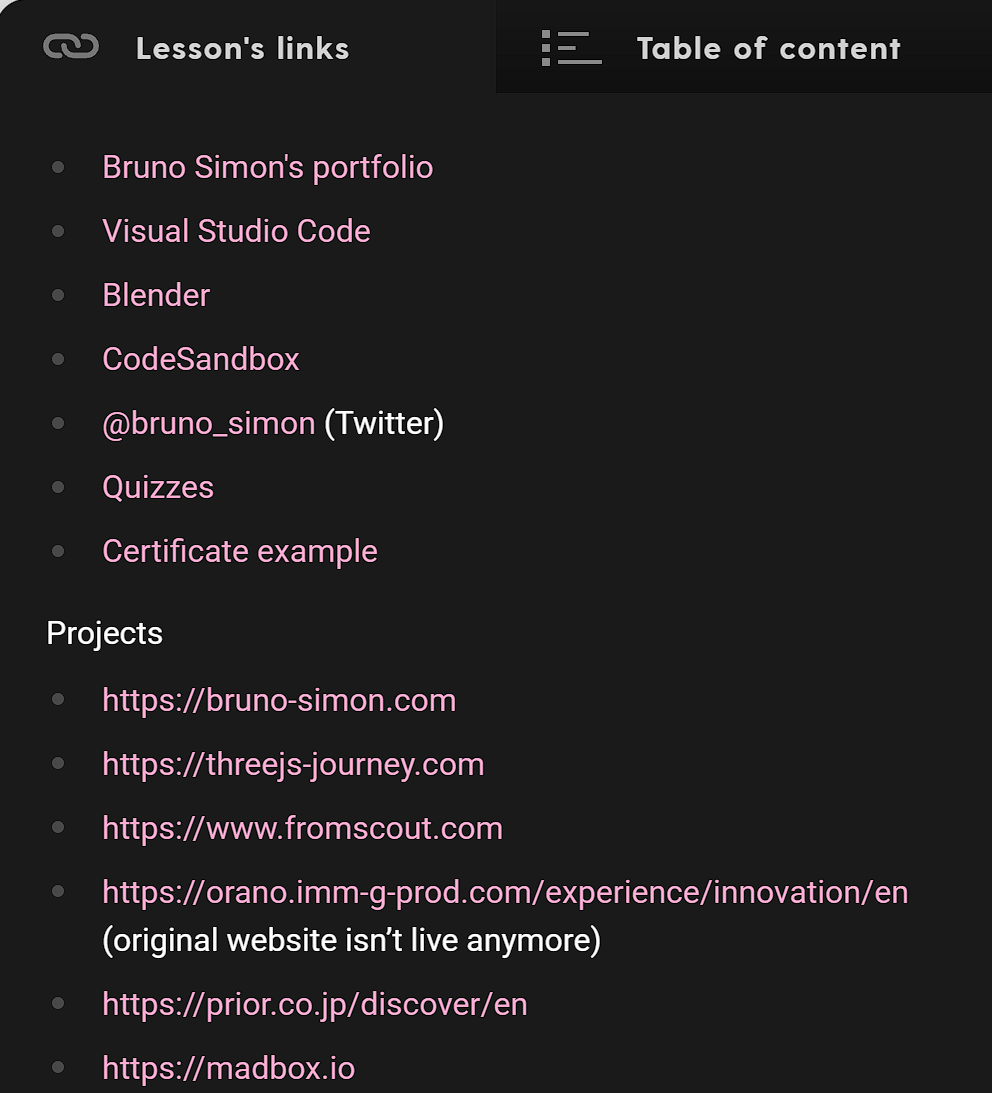 Lesson's links
Table of content
Bruno Simon's portfolio
Visual Studio Code
Blender
CodeSandbox
@bruno_simon (Twitter)
Quizzes
Certificate example
Projects
https://bruno-simon.com
https://threejs-journey.com
https://www.fromscout.com
https://orano.imm-g-prod.com/experience/innovation/en
(original website isn’t live anymore)
https://prior.co.jp/discover/en
https://madbox.io